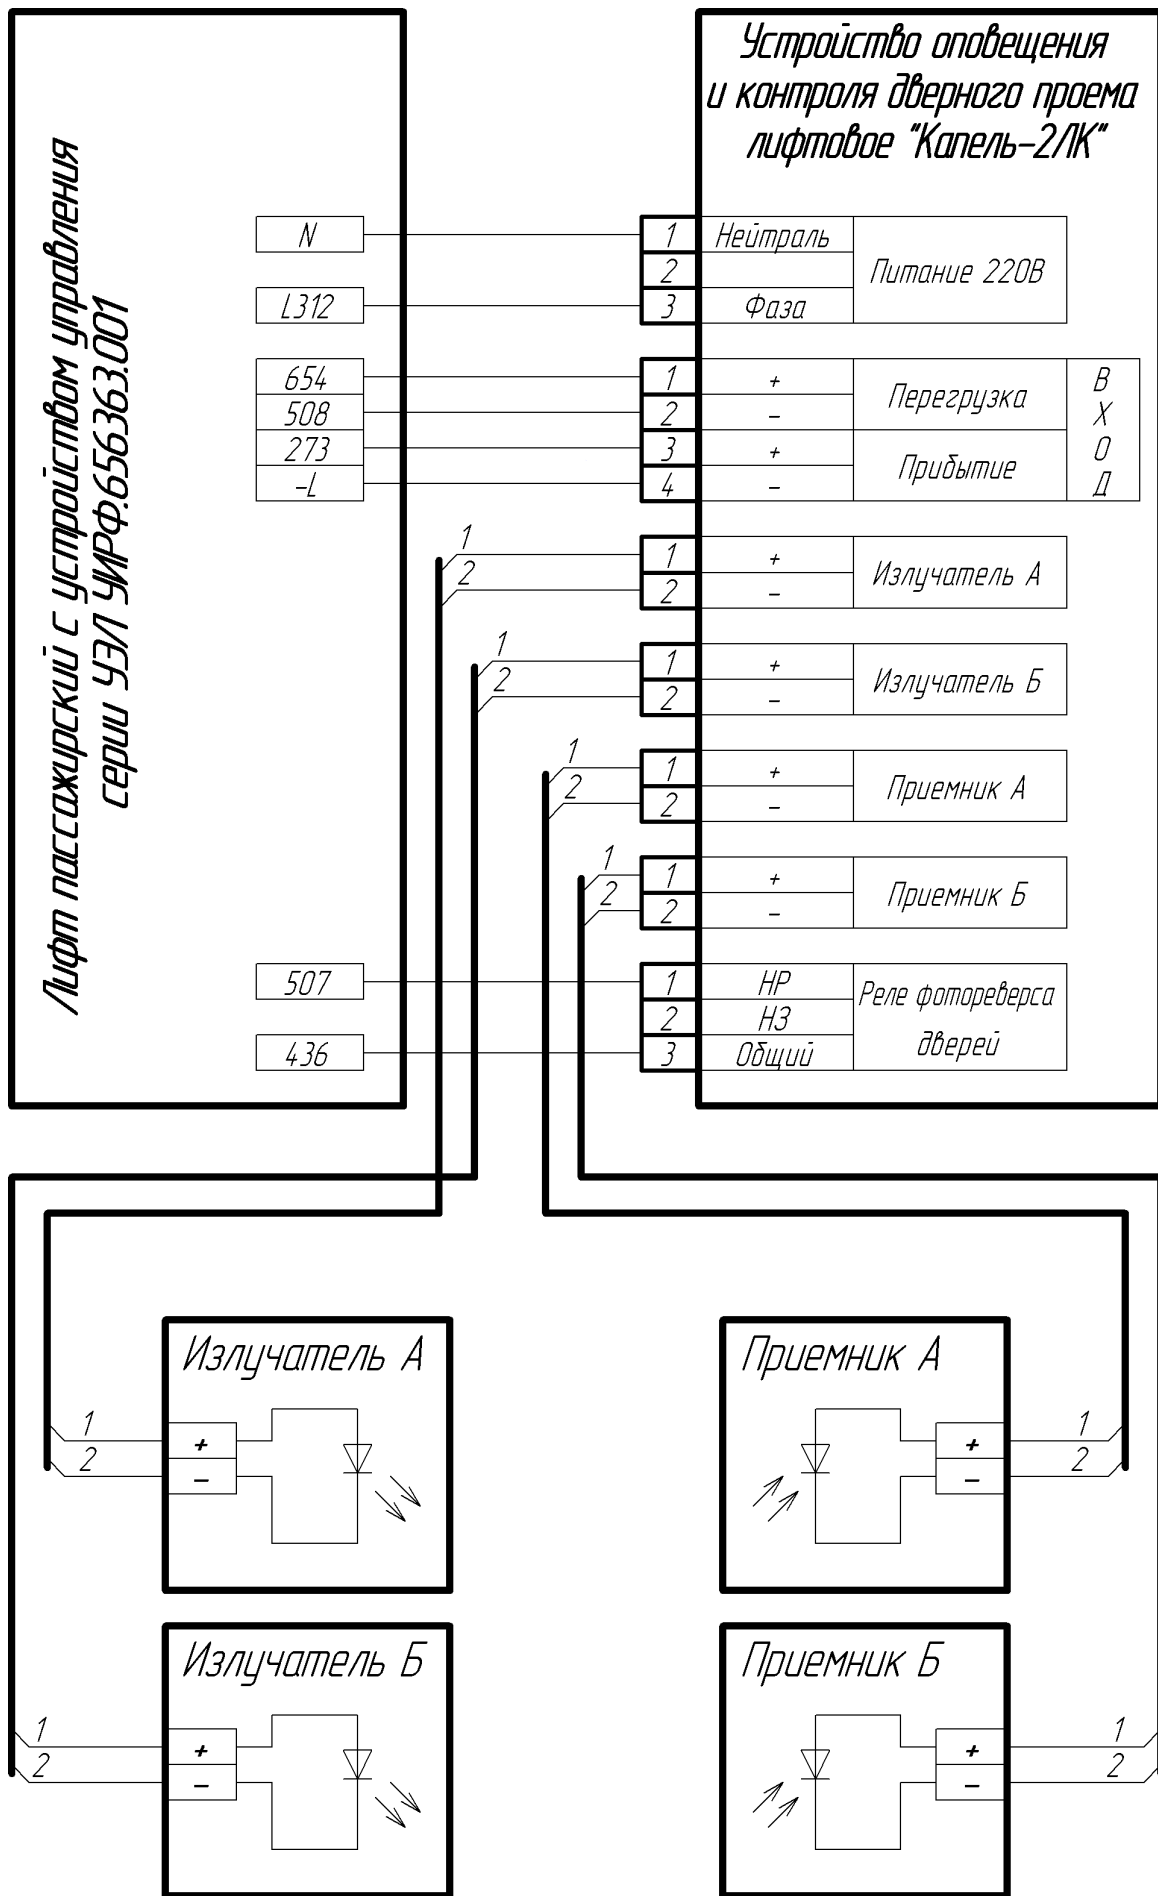 Устройство оповещения
и контроля дверного проема
лифтовое "Капель-2ЛК"
Лифт пассажирский с устройством управления
серии УЭЛ УИРФ.656363.001
N 1 Нейтраль Питание 220В
2
L312 3 Фаза
654 1 + Перегрузка В
508 2 - Х
273 3 + Прибытие О
-L 4 - Д
1 1 + Излучатель А
2 2 -
1 1 + Излучатель Б
2 2 -
1 1 + Приемник А
2 2 -
1 1 + Приемник Б
2 2 -
507 1 НР Реле фотореверса
2 НЗ дверей
436 3 Общий
Излучатель А
1 +
2 -
Приемник А
+ 1
- 2
Излучатель Б
1 +
2 -
Приемник Б
+ 1
- 2